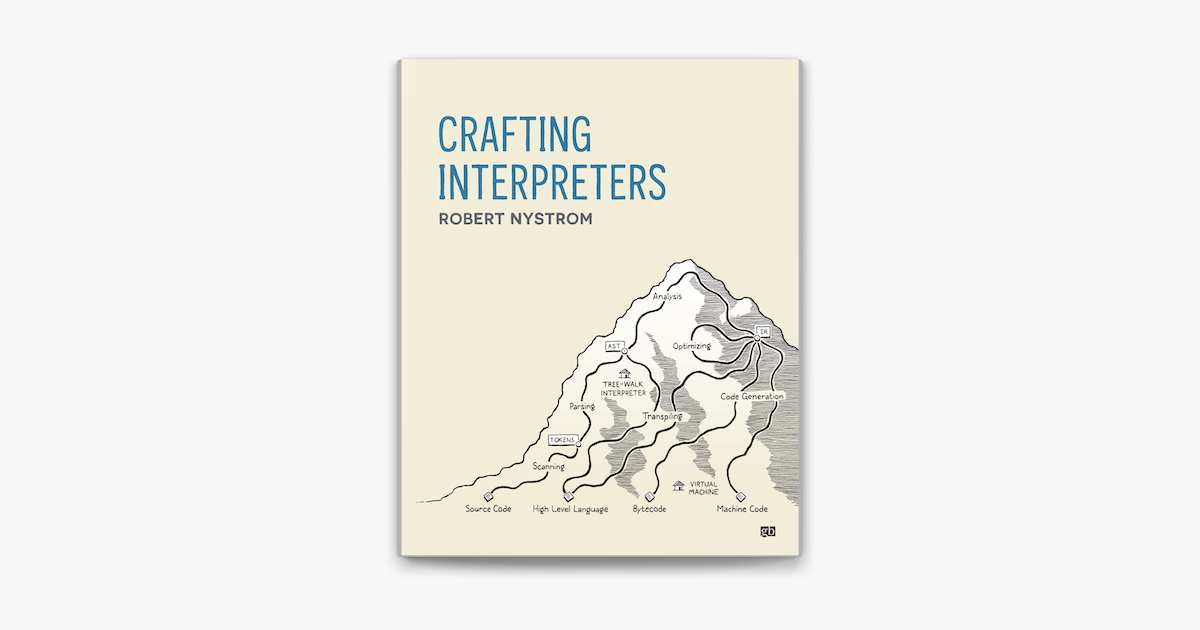 CRAFTING
INTERPRETERS
ROBERT NYSTROM
Analysis
IR
AST
Optimizing
TREE-WALK
INTERPRETER
Code Generation
Parsing
Transpiling
TOKENS
Scanning
VIRTUAL
MACHINE
Source Code
High Level Language
Bytecode
Machine Code
gb